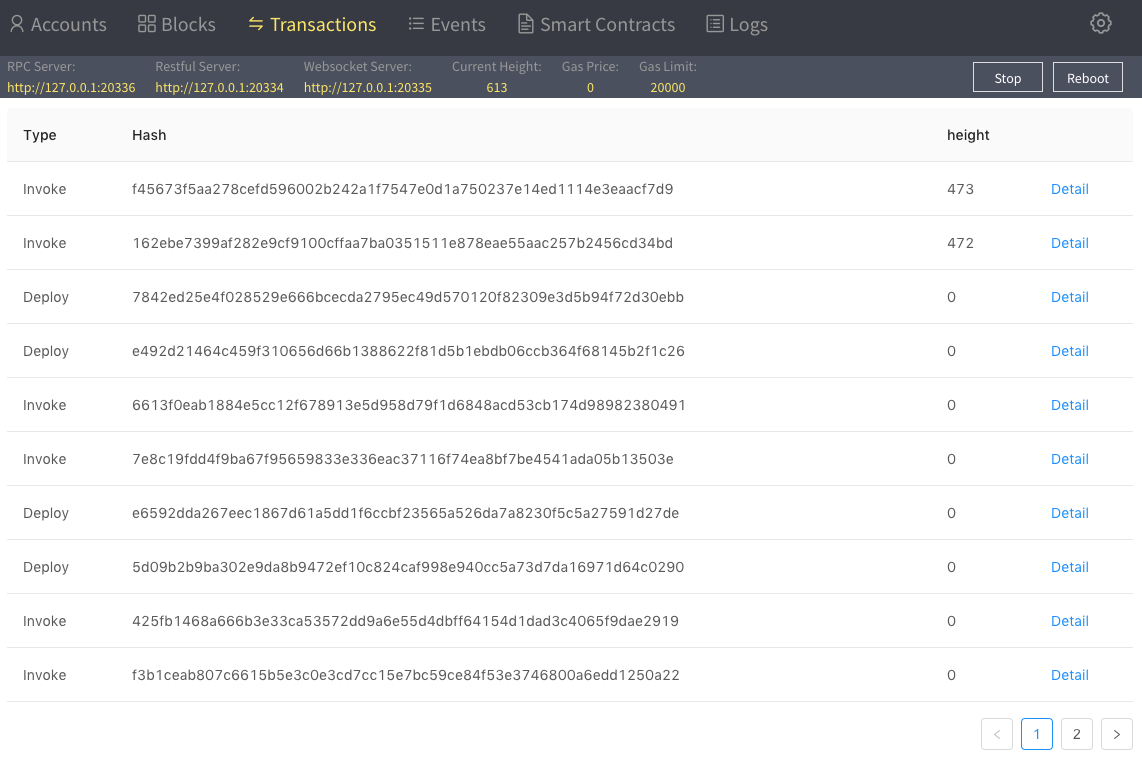 Accounts Blocks Transactions Events Smart Contracts Logs
RPC Server: Restful Server: Websocket Server: Current Height: Gas Price: Gas Limit:
http://127.0.0.1:20336 http://127.0.0.1:20334 http://127.0.0.1:20335 613 0 20000 Stop Reboot
Type Hash height
Invoke f45673f5aa278cefd596002b242a1f7547e0d1a750237e14ed1114e3eaacf7d9 473 Detail
Invoke 162ebe7399af282e9cf9100cffaa7ba0351511e878eae55aac257b2456cd34bd 472 Detail
Deploy 7842ed25e4f028529e666bcecda2795ec49d570120f82309e3d5b94f72d30ebb 0 Detail
Deploy e492d21464c459f310656d66b1388622f81d5b1ebdb06ccb364f68145b2f1c26 0 Detail
Invoke 6613f0eab1884e5cc12f678913e5d958d79f1d6848acd53cb174d98982380491 0 Detail
Invoke 7e8c19fdd4f9ba67f95659833e336eac37116f74ea8bf7be4541ada05b13503e 0 Detail
Deploy e6592dda267eec1867d61a5dd1f6ccbf23565a526da7a8230f5c5a27591d27de 0 Detail
Deploy 5d09b2b9ba302e9da8b9472ef10c824caf998e940cc5a73d7da16971d64c0290 0 Detail
Invoke 425fb1468a666b3e33ca53572dd9a6e55d4dbff64154d1dad3c4065f9dae2919 0 Detail
Invoke f3b1ceab807c6615b5e3c0e3cd7cc15e7bc59ce84f53e3746800a6edd1250a22 0 Detail
< 1 2 >